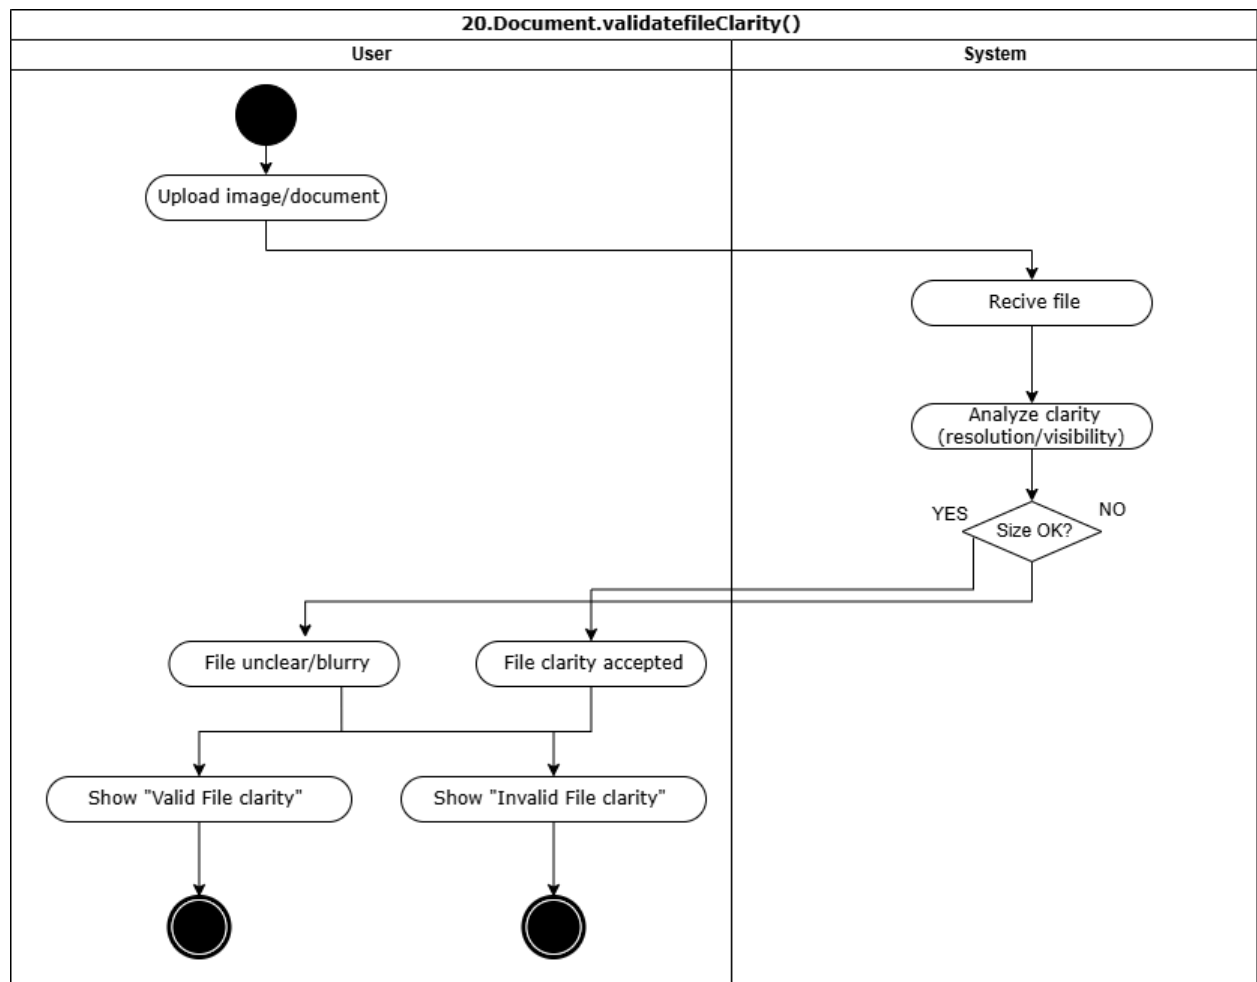 20.Document.validatefileClarity()
User
System
Upload image/document
Recive file
Analyze clarity
(resolution/visibility)
YES
NO
Size OK?
File unclear/blurry
File clarity accepted
Show "Valid File clarity"
Show "Invalid File clarity"